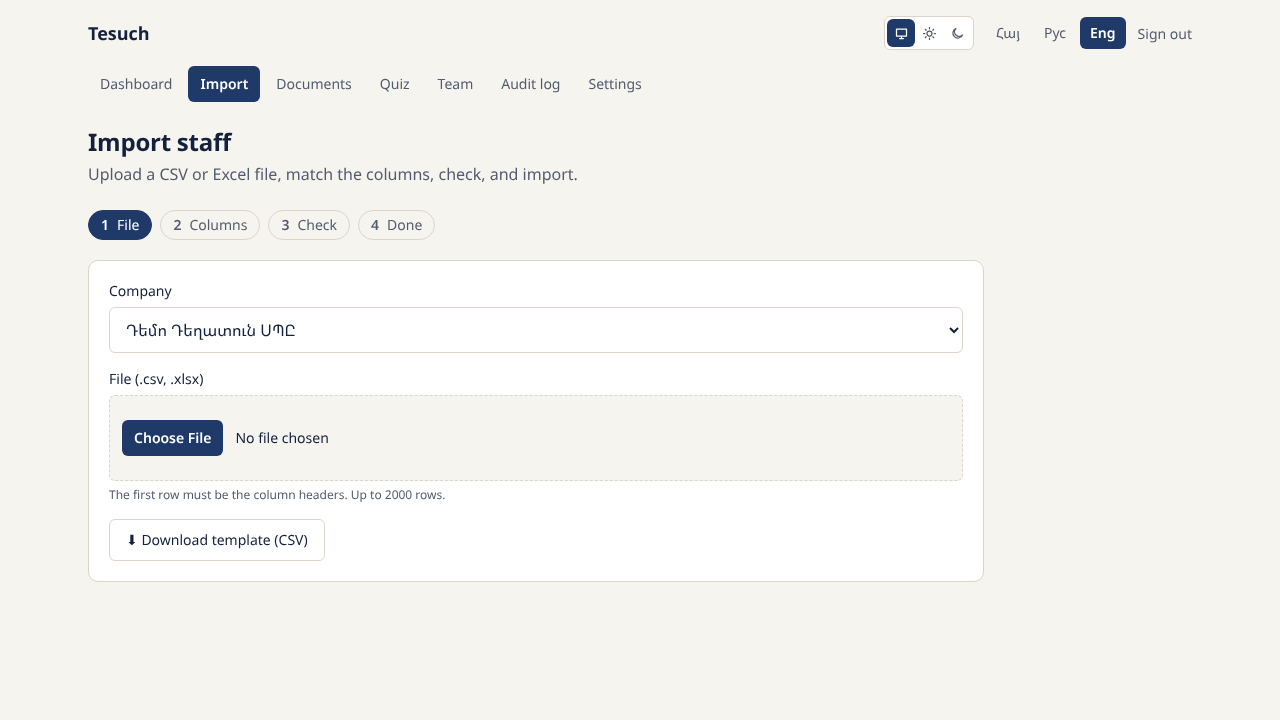 Tesuch
Հայ Рус Eng Sign out
Dashboard Import Documents Quiz Team Audit log Settings
Import staff
Upload a CSV or Excel file, match the columns, check, and import.
1 File 2 Columns 3 Check 4 Done
Company
Դեմո Դեղատուն ՍՊԸ
File (.csv, .xlsx)
Choose File No file chosen
The first row must be the column headers. Up to 2000 rows.
⬇ Download template (CSV)